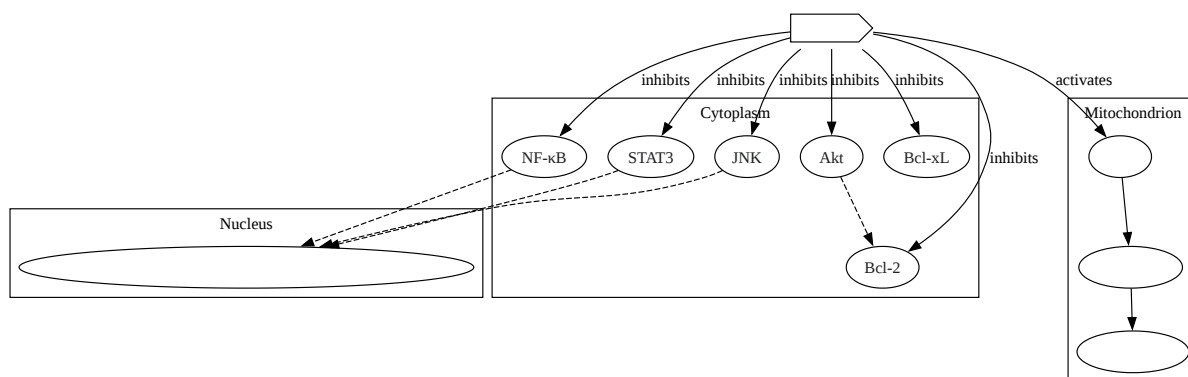 inhibits
inhibits
inhibits
inhibits
inhibits
activates
Cytoplasm
Mitochondrion
NF-κB
STAT3
JNK
Akt
Bcl-xL
inhibits
Nucleus
Bcl-2